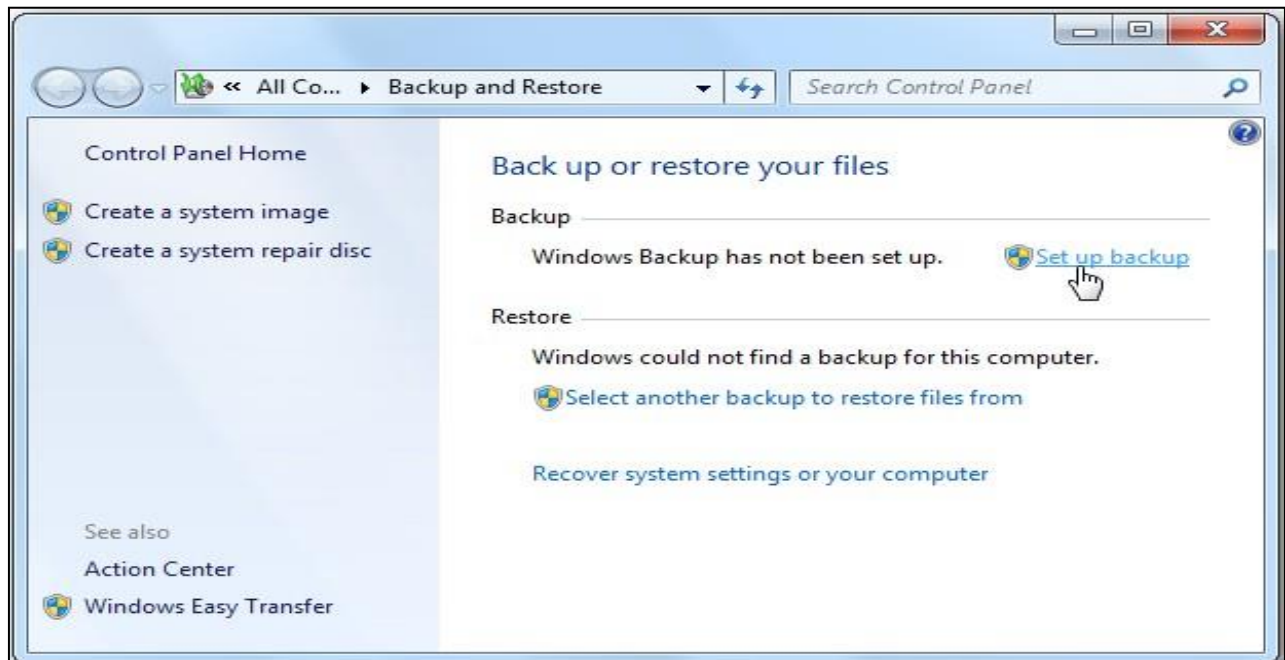 « All Co... ▸ Backup and Restore
Search Control Panel
Control Panel Home
Create a system image
Create a system repair disc
See also
Action Center
Windows Easy Transfer
Back up or restore your files
Backup
Windows Backup has not been set up. Set up backup
Restore
Windows could not find a backup for this computer.
Select another backup to restore files from
Recover system settings or your computer